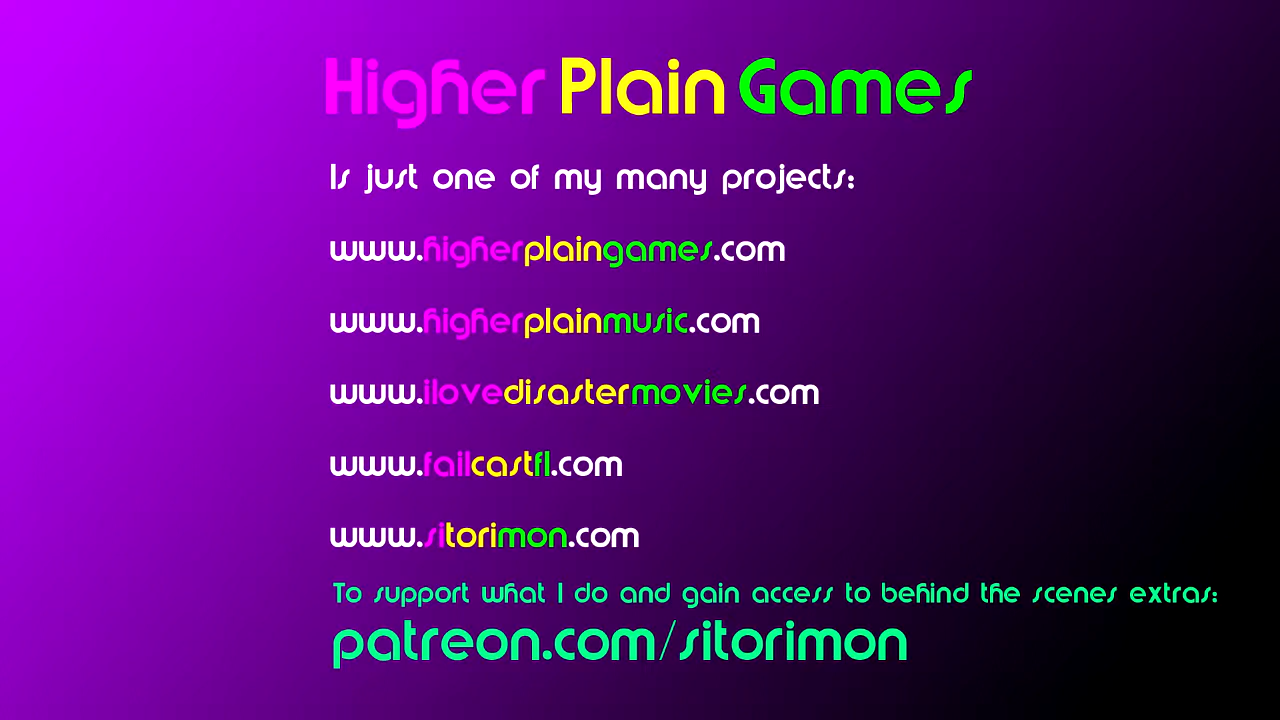 Higher Plain Games
Is just one of my many projects:
www.higherplaingames.com
www.higherplainmusic.com
www.ilovedisastermovies.com
www.failcastfl.com
www.sitorimon.com
To support what I do and gain access to behind the scenes extras:
patreon.com/sitorimon